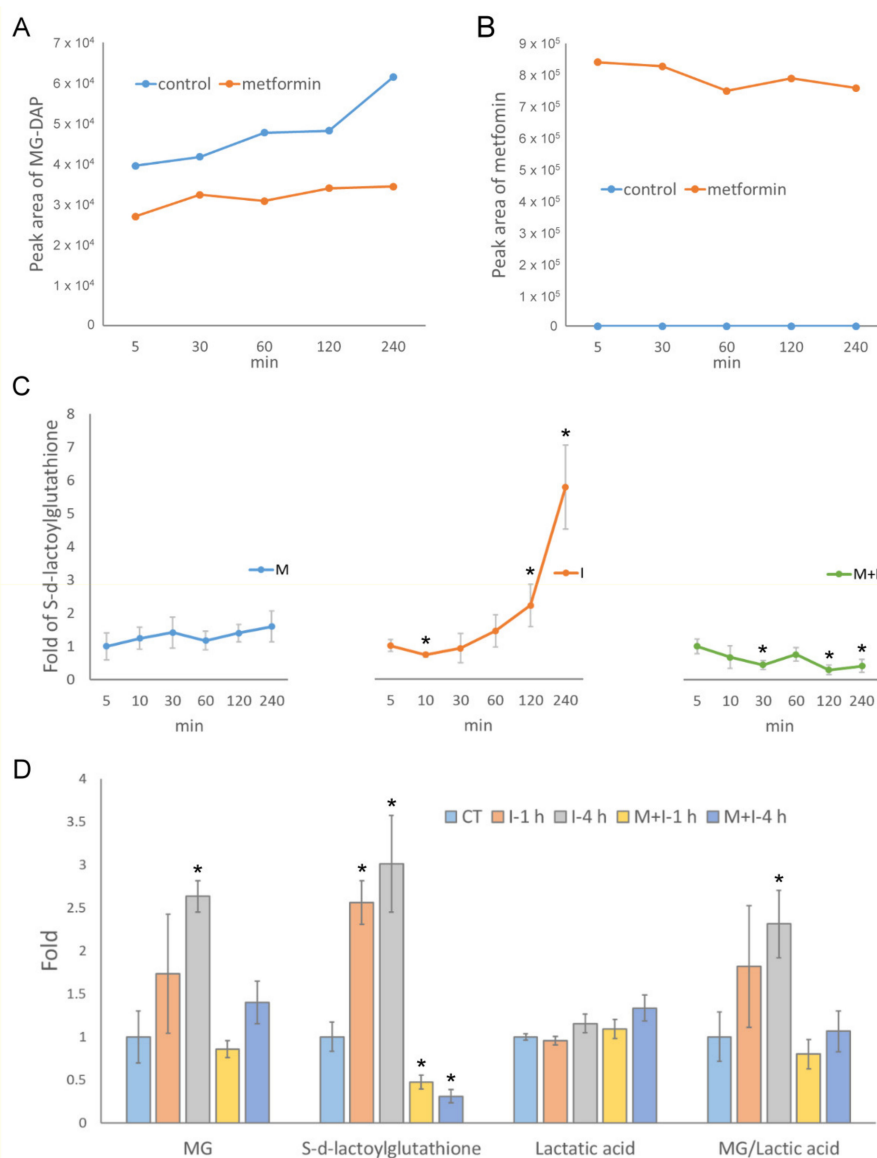 A
7 x 10⁴
6 x 10⁴
5 x 10⁴
4 x 10⁴
3 x 10⁴
2 x 10⁴
1 x 10⁴
0
Peak area of MG-DAP
control metformin
5 30 60 120 240
min
B
9 x 10⁵
8 x 10⁵
7 x 10⁵
6 x 10⁵
5 x 10⁵
4 x 10⁵
3 x 10⁵
2 x 10⁵
1 x 10⁵
0
Peak area of metfomin
control metformin
5 30 60 120 240
min
C
8
7
6
5
4
3
2
1
0
Fold of S-d-lactoylglutathione
M
5 10 30 60 120 240
min
* * *
I
5 10 30 60 120 240
min
M+I
* * *
5 10 30 60 120 240
min
D
4
3.5
3
2.5
2
1.5
1
0.5
0
Fold
CT I-1 h I-4 h M+I-1 h M+I-4 h
* * * * * *
MG S-d-lactoylglutathione Lactatic acid MG/Lactic acid